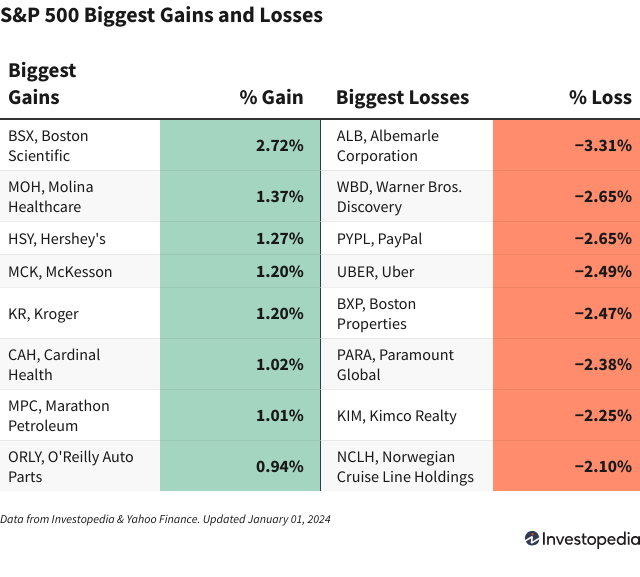 S&P 500 Biggest Gains and Losses
Biggest
Gains
% Gain
Biggest Losses
% Loss
BSX, Boston
Scientific
2.72%
ALB, Albemarle
Corporation
−3.31%
MOH, Molina
Healthcare
1.37%
WBD, Warner Bros.
Discovery
−2.65%
HSY, Hershey's
1.27%
PYPL, PayPal
−2.65%
MCK, McKesson
1.20%
UBER, Uber
−2.49%
KR, Kroger
1.20%
BXP, Boston
Properties
−2.47%
CAH, Cardinal
Health
1.02%
PARA, Paramount
Global
−2.38%
MPC, Marathon
Petroleum
1.01%
KIM, Kimco Realty
−2.25%
ORLY, O'Reilly Auto
Parts
0.94%
NCLH, Norwegian
Cruise Line Holdings
−2.10%
Data from Investopedia & Yahoo Finance. Updated January 01, 2024
Investopedia